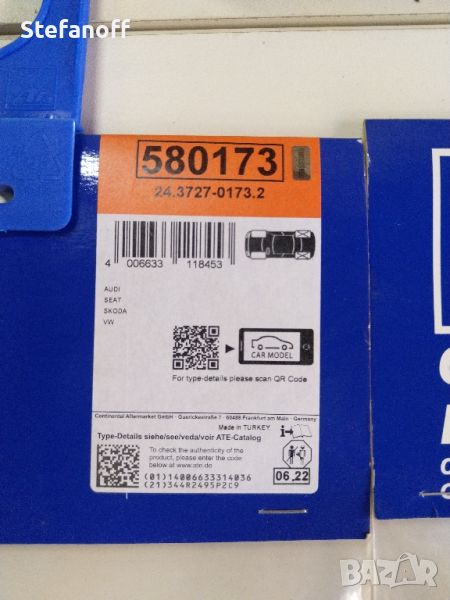 Stefanoff
580173
24.3727-0173.2
4 006633 118453
AUDI
SEAT
SKODA
VW
CAR MODEL
For type-details please scan QR Code
Continental Aftermarket GmbH · Guerickestraße 7 · 60488 Frankfurt am Main · Germany
Made in TURKEY
Type-Details siehe/see/veda/voir ATE-Catalog
To check the authenticity of the
product, please enter the code
below at www.ate.de
06.22
(01)14006633314036
(21)344R2495P2C9
BAZAR